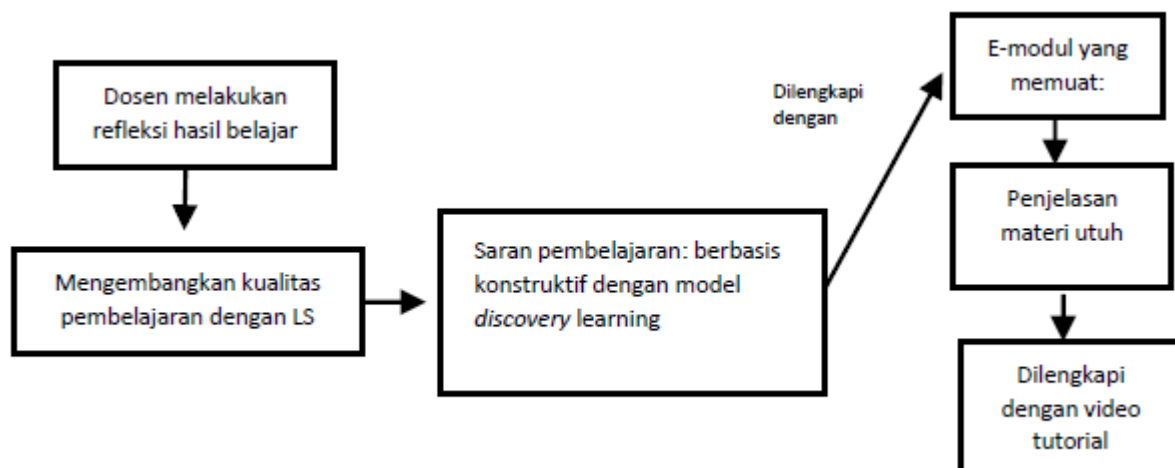 Dosen melakukan
refleksi hasil belajar
Mengembangkan kualitas
pembelajaran dengan LS
Saran pembelajaran: berbasis
konstruktif dengan model
discovery learning
Dilengkapi
dengan
E-modul yang
memuat:
Penjelasan
materi utuh
Dilengkapi
dengan video
tutorial